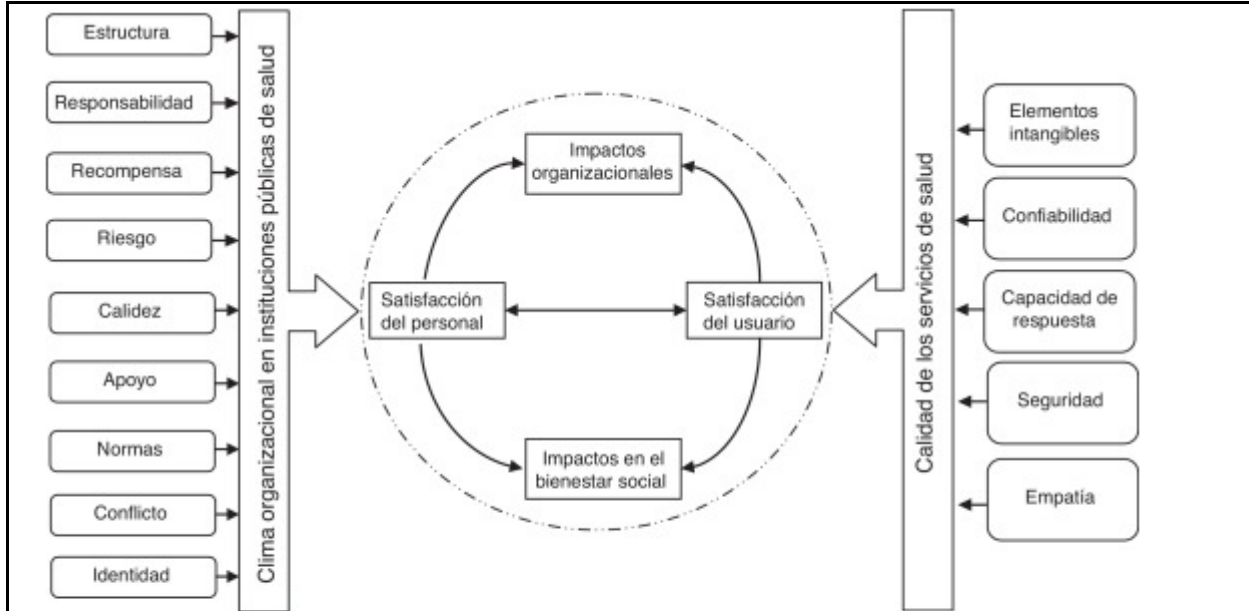 Estructura
Responsabilidad
Recompensa
Riesgo
Calidez
Apoyo
Normas
Conflicto
Identidad
Clima organizacional en instituciones públicas de salud
Impactos
organizacionales
Satisfacción
del personal
Satisfacción
del usuario
Impactos en el
bienestar social
Calidad de los servicios de salud
Elementos
intangibles
Confiabilidad
Capacidad de
respuesta
Seguridad
Empatía